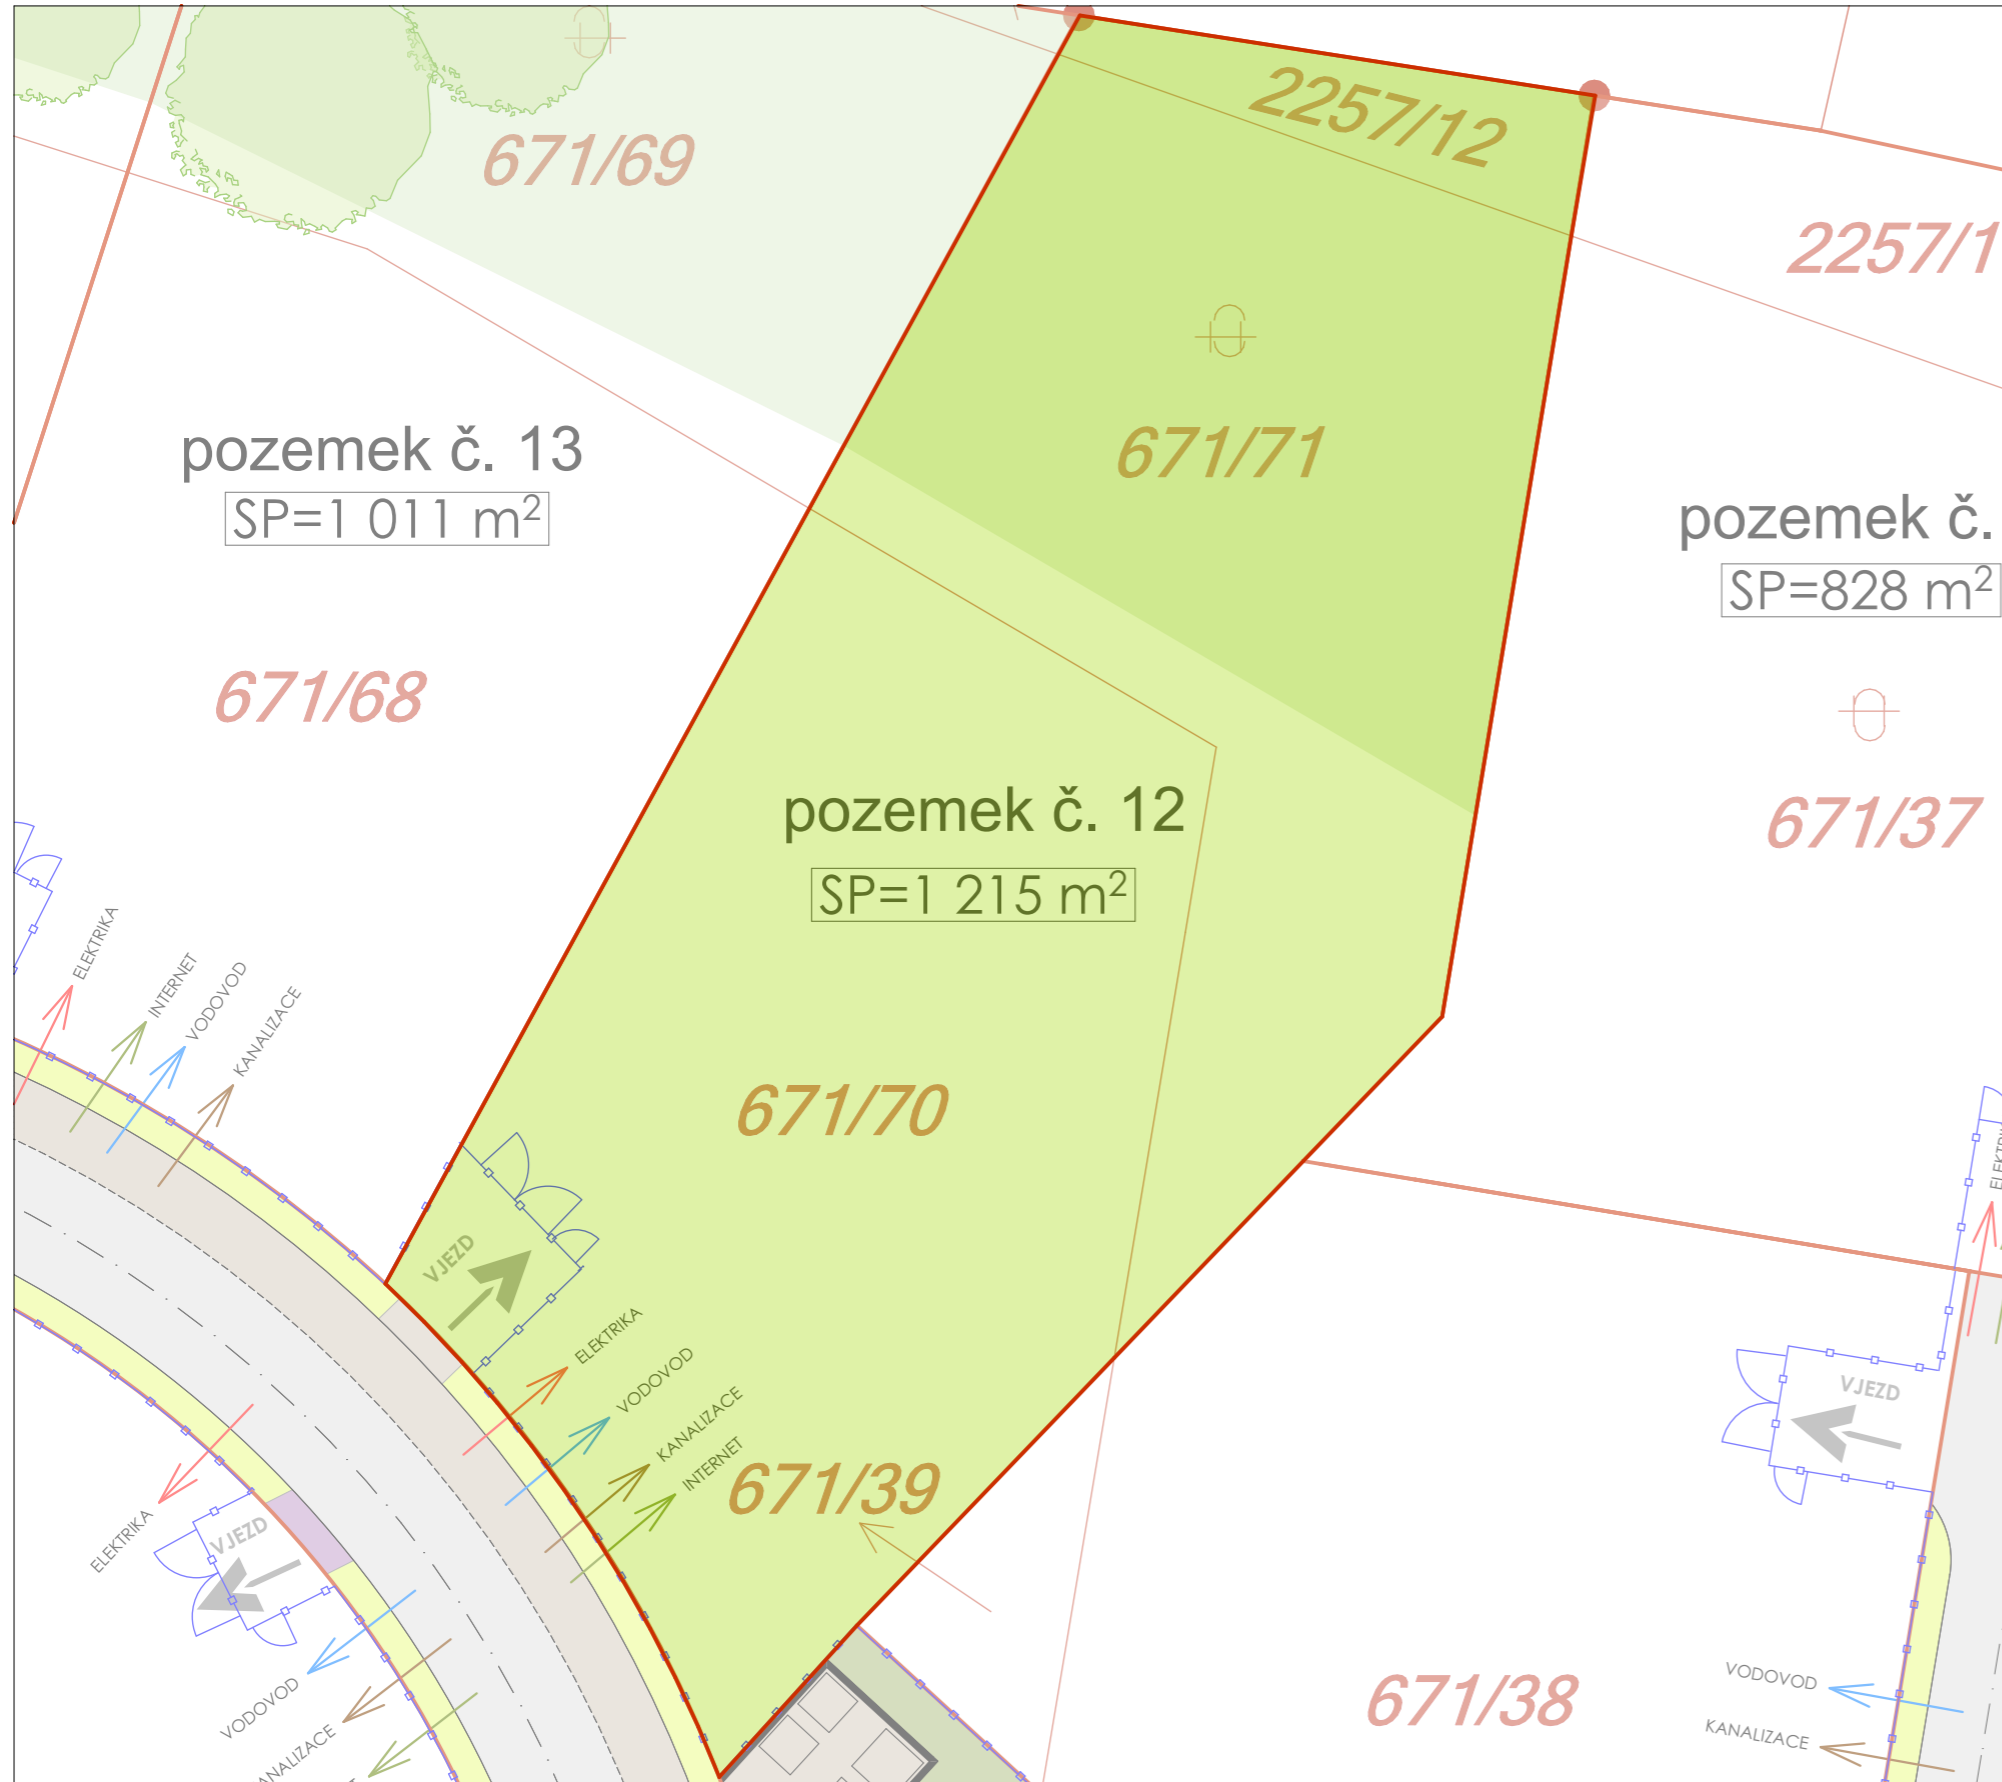 2257/12
671/69
2257/1
671/71
pozemek č. 13
SP=1 011 m²
pozemek č.
SP=828 m²
671/68
pozemek č. 12
SP=1 215 m²
671/37
ELEKTRIKA
INTERNET
VODOVOD
KANALIZACE
671/70
VJEZD
ELEKTRIKA
VODOVOD
KANALIZACE
INTERNET
671/39
VJEZD
ELEKTRIKA
VJEZD
VODOVOD
ANALIZACE
671/38
VODOVOD
KANALIZACE